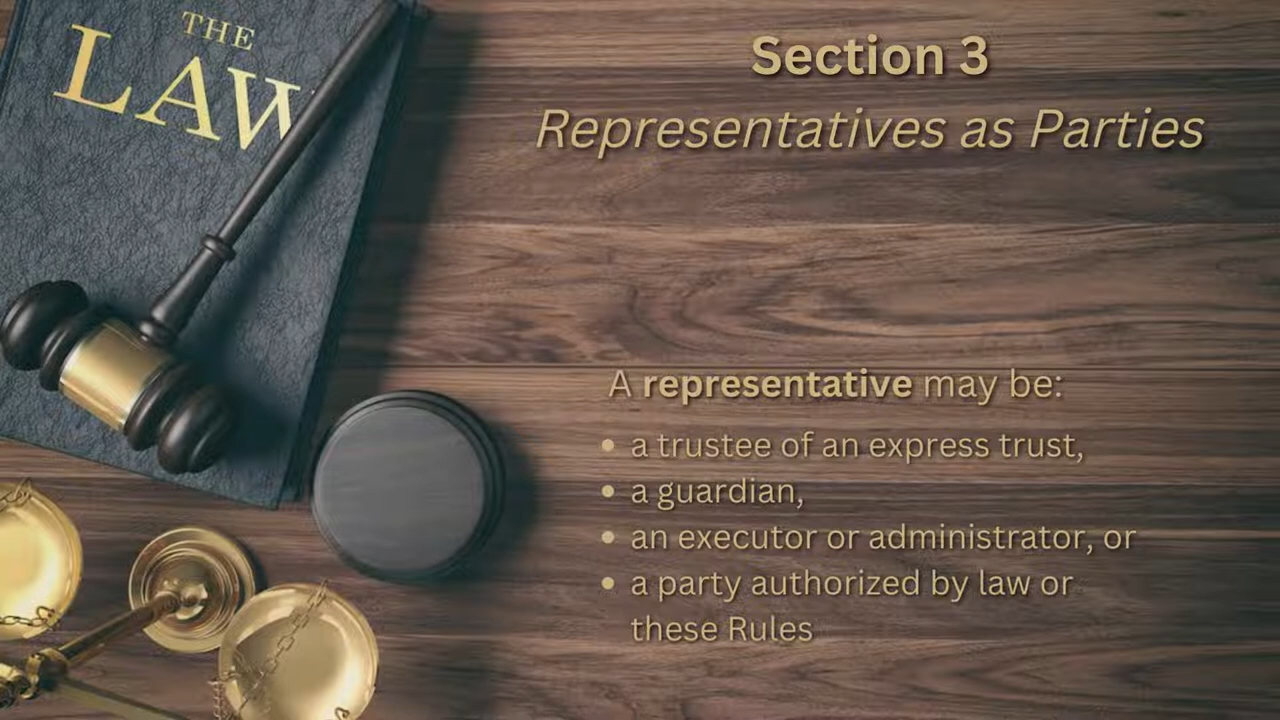 THE
LAW
Section 3
Representatives as Parties
A representative may be:
• a trustee of an express trust,
• a guardian,
• an executor or administrator, or
• a party authorized by law or
these Rules